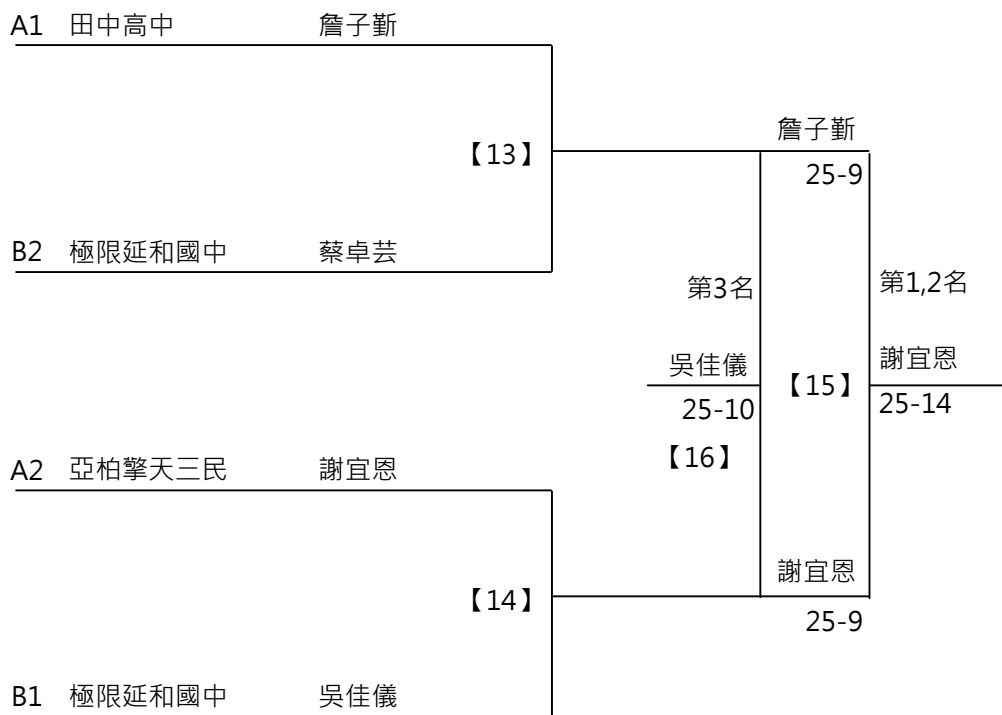 A1 田中高中 詹子斳
詹子斳
【13】
25-9
B2 極限延和國中 蔡卓芸
第3名
第1,2名
吳佳儀
【15】
謝宜恩
25-10
25-14
【16】
A2 亞柏擎天三民 謝宜恩
謝宜恩
【14】
25-9
B1 極限延和國中 吳佳儀